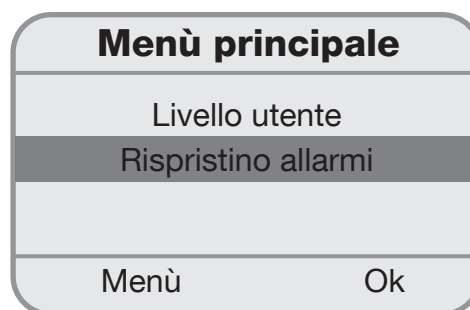 Menù principale
Livello utente
Rispristino allarmi
Menù Ok